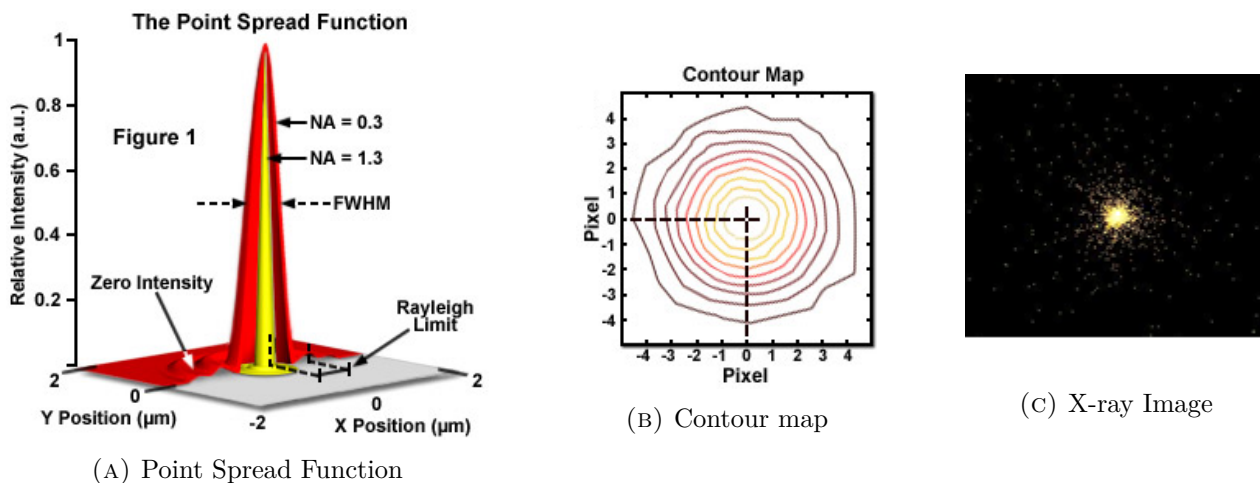 The Point Spread Function
1
0.8
0.6
0.4
0.2
Relative Intensity (a.u.)
Figure 1
NA = 0.3
NA = 1.3
FWHM
Zero Intensity
Rayleigh
Limit
2
0
-2
0
2
Y Position (µm)
X Position (µm)
(A) Point Spread Function
Contour Map
4
3
2
1
0
-1
-2
-3
-4
Pixel
-4 -3 -2 -1 0 1 2 3 4
Pixel
(B) Contour map
(C) X-ray Image